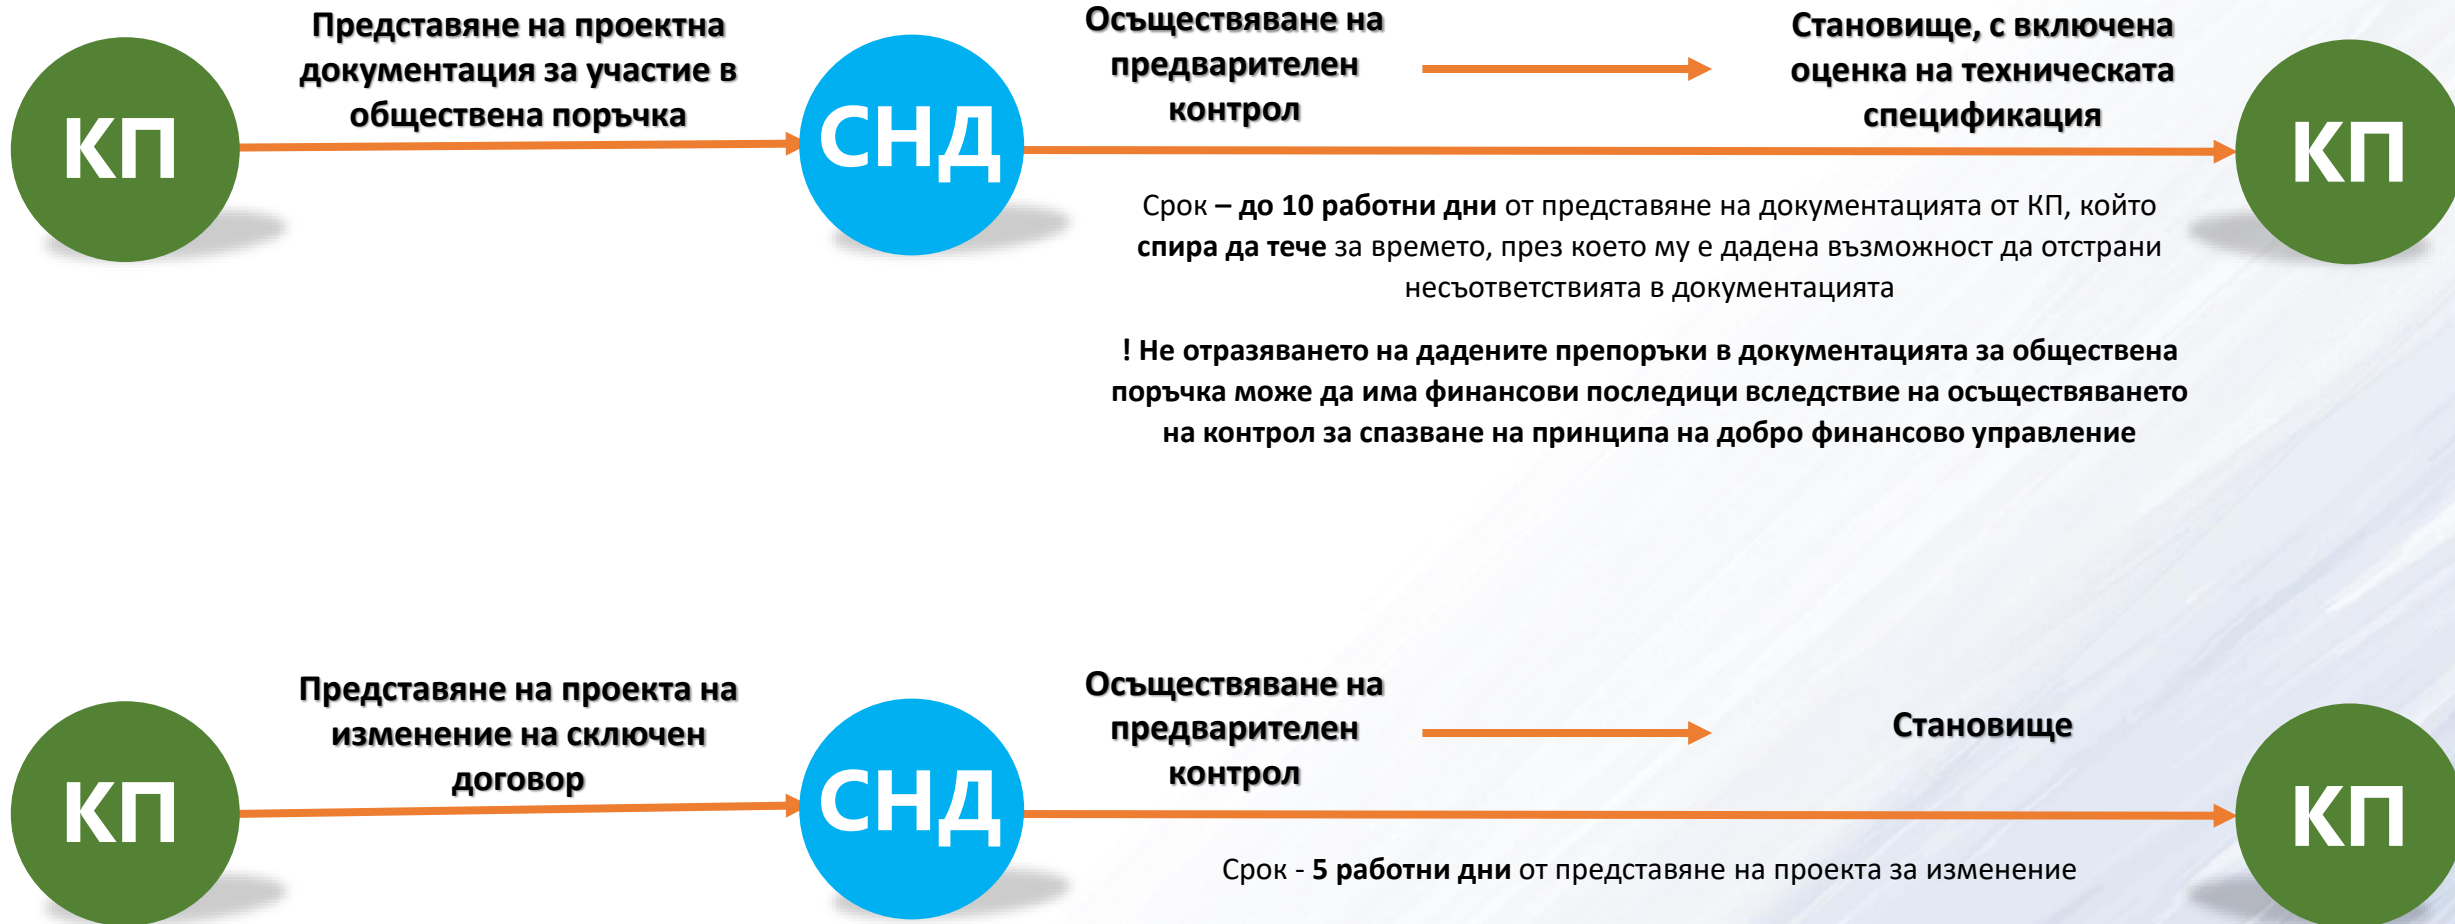 КП
Представяне на проектна
документация за участие в
обществена поръчка
СНД
Осъществяване на
предварителен
контрол
Становище, с включена
оценка на техническата
спецификация
КП
Срок – до 10 работни дни от представяне на документацията от КП, който
спира да тече за времето, през което му е дадена възможност да отстрани
несъответствията в документацията
! Не отразяването на дадените препоръки в документацията за обществена
поръчка може да има финансови последици вследствие на осъществяването
на контрол за спазване на принципа на добро финансово управление
КП
Представяне на проекта на
изменение на сключен
договор
СНД
Осъществяване на
предварителен
контрол
Становище
КП
Срок - 5 работни дни от представяне на проекта за изменение